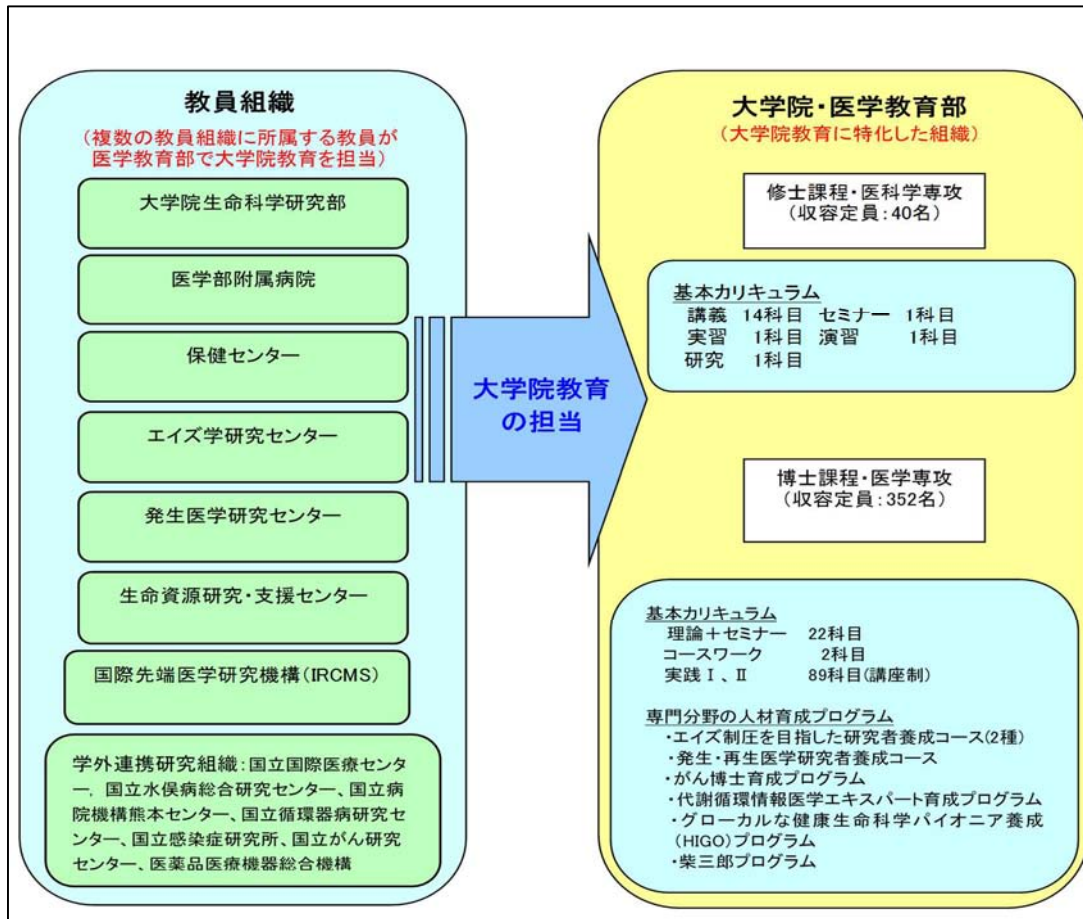 教員組織
(複数の教員組織に所属する教員が
医学教育部で大学院教育を担当)
大学院生命科学研究部
医学部附属病院
保健センター
エイズ学研究センター
発生医学研究センター
生命資源研究・支援センター
国際先端医学研究機構(IRCMS)
学外連携研究組織:国立国際医療センタ
ー, 国立水俣病総合研究センター、国立病
院機構熊本センター、国立循環器病研究セ
ンター、国立感染症研究所、国立がん研究
センター、医薬品医療機器総合機構
大学院教育
の担当
大学院・医学教育部
(大学院教育に特化した組織)
修士課程・医科学専攻
(収容定員:40名)
基本カリキュラム
講義 14科目 セミナー 1科目
実習 1科目 演習 1科目
研究 1科目
博士課程・医学専攻
(収容定員:352名)
基本カリキュラム
理論+セミナー 22科目
コースワーク 2科目
実践Ⅰ、Ⅱ 89科目(講座制)
専門分野の人材育成プログラム
・エイズ制圧を目指した研究者養成コース(2種)
・発生・再生医学研究者養成コース
・がん博士育成プログラム
・代謝循環情報医学エキスパート育成プログラム
・グローカルな健康生命科学パイオニア養成
(HIGO)プログラム
・柴三郎プログラム